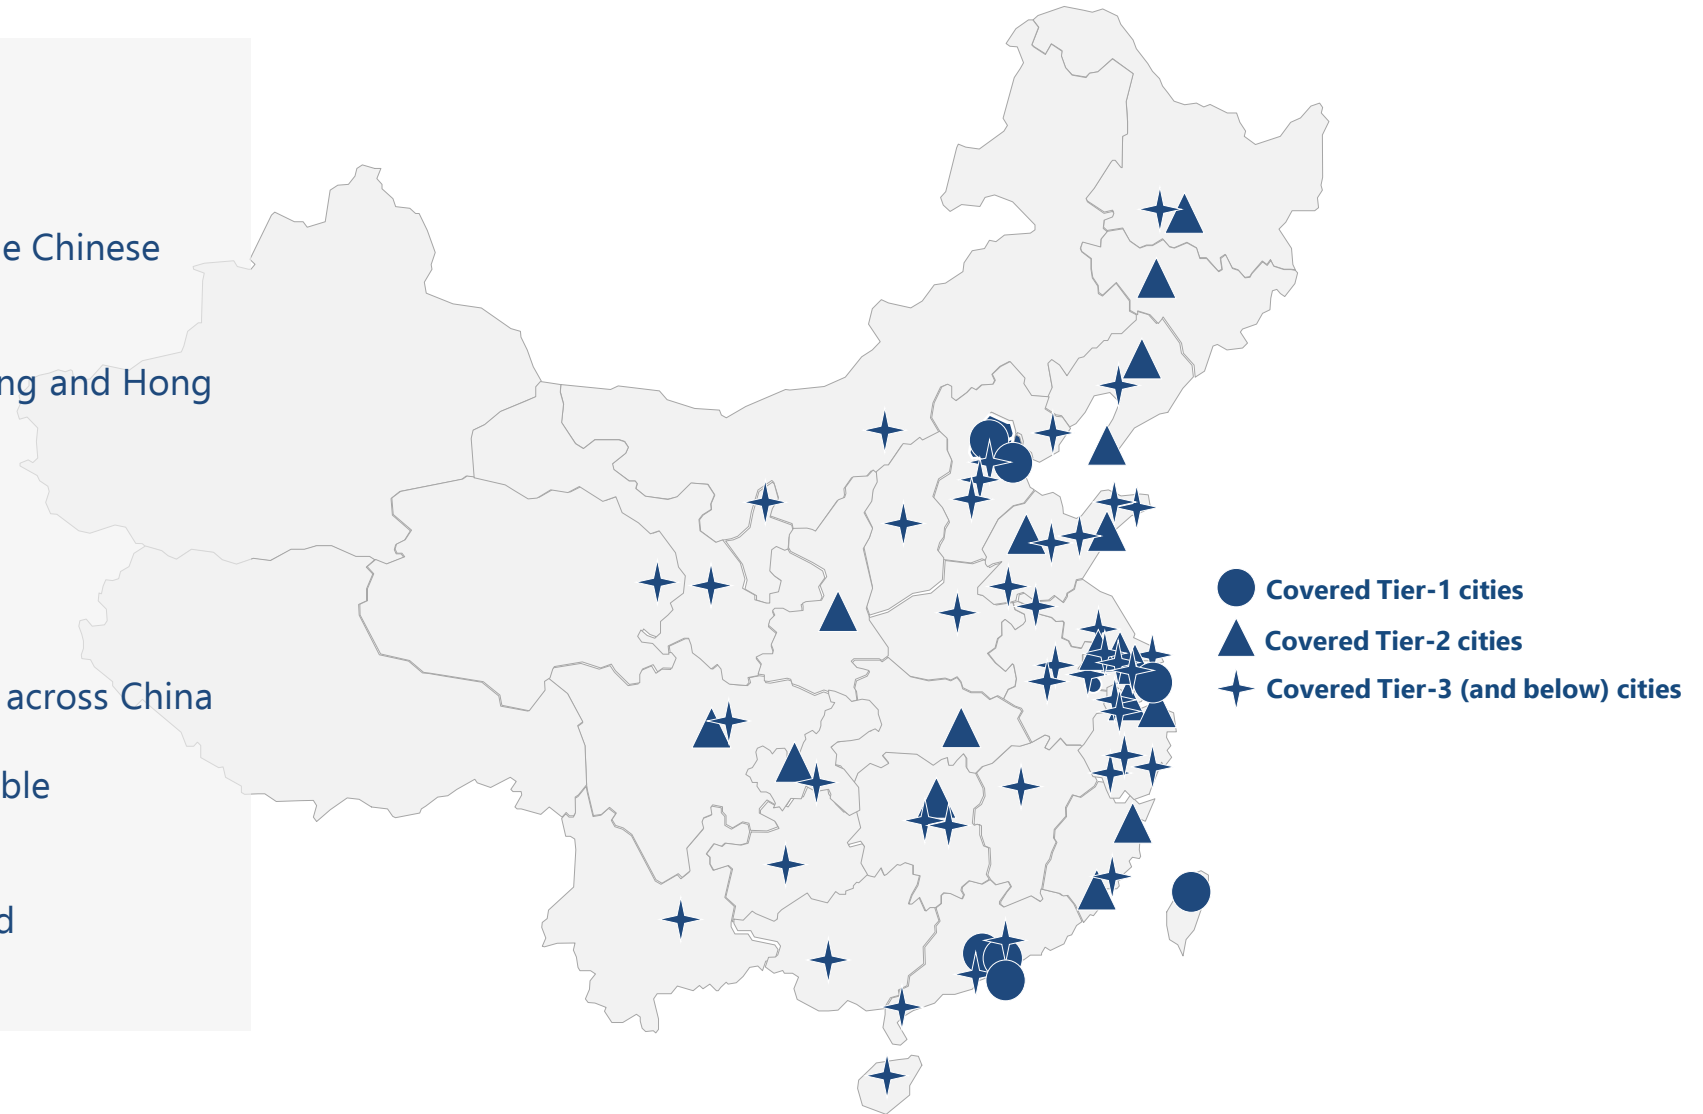 e Chinese
ng and Hong
across China
ble
d
Covered Tier-1 cities
Covered Tier-2 cities
Covered Tier-3 (and below) cities